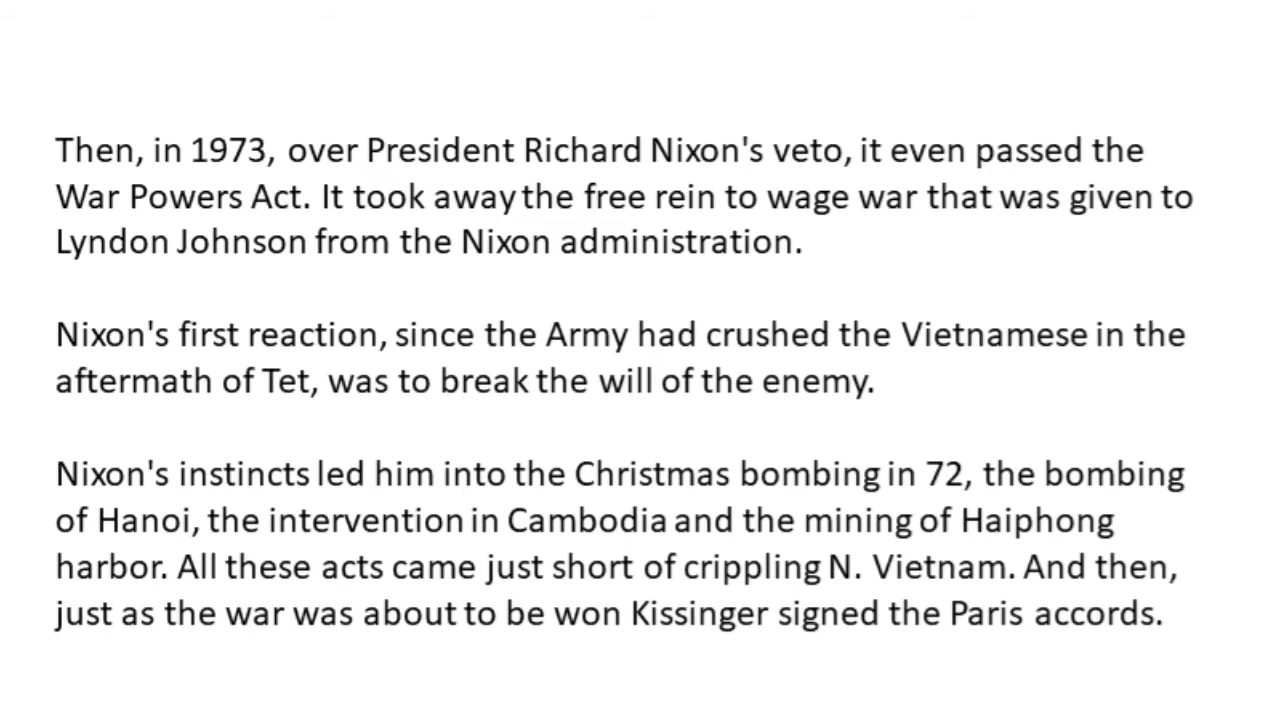 Then, in 1973, over President Richard Nixon's veto, it even passed the
War Powers Act. It took away the free rein to wage war that was given to
Lyndon Johnson from the Nixon administration.
Nixon's first reaction, since the Army had crushed the Vietnamese in the
aftermath of Tet, was to break the will of the enemy.
Nixon's instincts led him into the Christmas bombing in 72, the bombing
of Hanoi, the intervention in Cambodia and the mining of Haiphong
harbor. All these acts came just short of crippling N. Vietnam. And then,
just as the war was about to be won Kissinger signed the Paris accords.